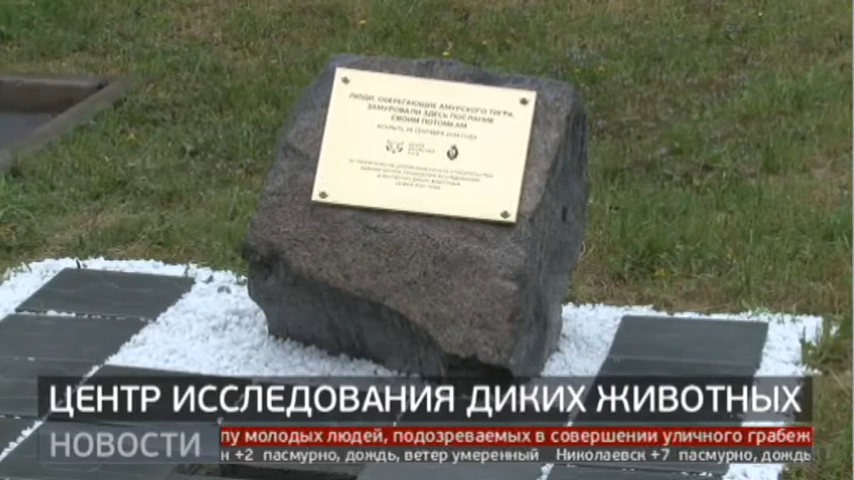 ЛЮДИ, ОБЕРЕГАЮЩИЕ АМУРСКОГО ТИГРА,
ЗАМУРОВАЛИ ЗДЕСЬ ПОСЛАНИЕ
СВОИМ ПОТОМКАМ
ЦЕНТР ИССЛЕДОВАНИЯ ДИКИХ ЖИВОТНЫХ
НОВОСТИ
пу молодых людей, подозреваемых в совершении уличного грабеж
н +2 пасмурно, дождь, ветер умеренный Николаевск +7 пасмурно, дождь